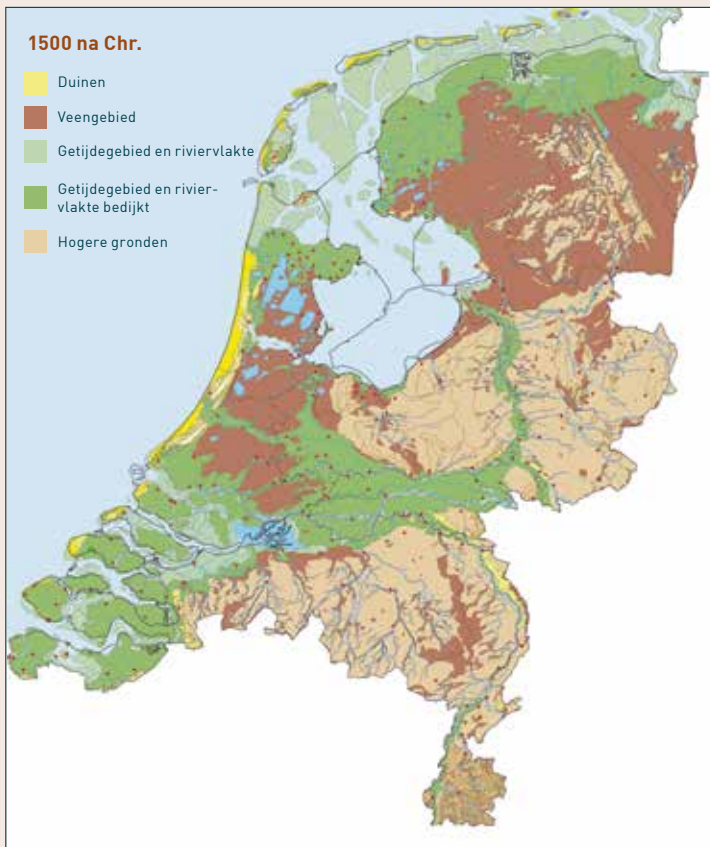 1500 na Chr.
Duinen
Veengebied
Getijdegebied en riviervlakte
Getijdegebied en rivier-
vlakte bedijkt
Hogere gronden